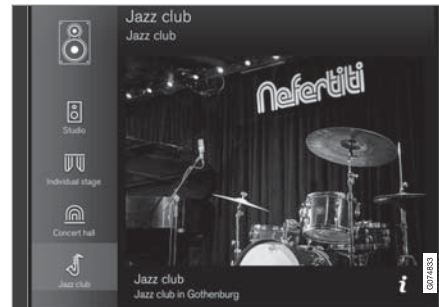 Jazz club
Jazz club
Studio
Individual stage
Concert hall
Jazz club
Nefertiti
Jazz club
Jazz club in Gothenburg
i
G074833